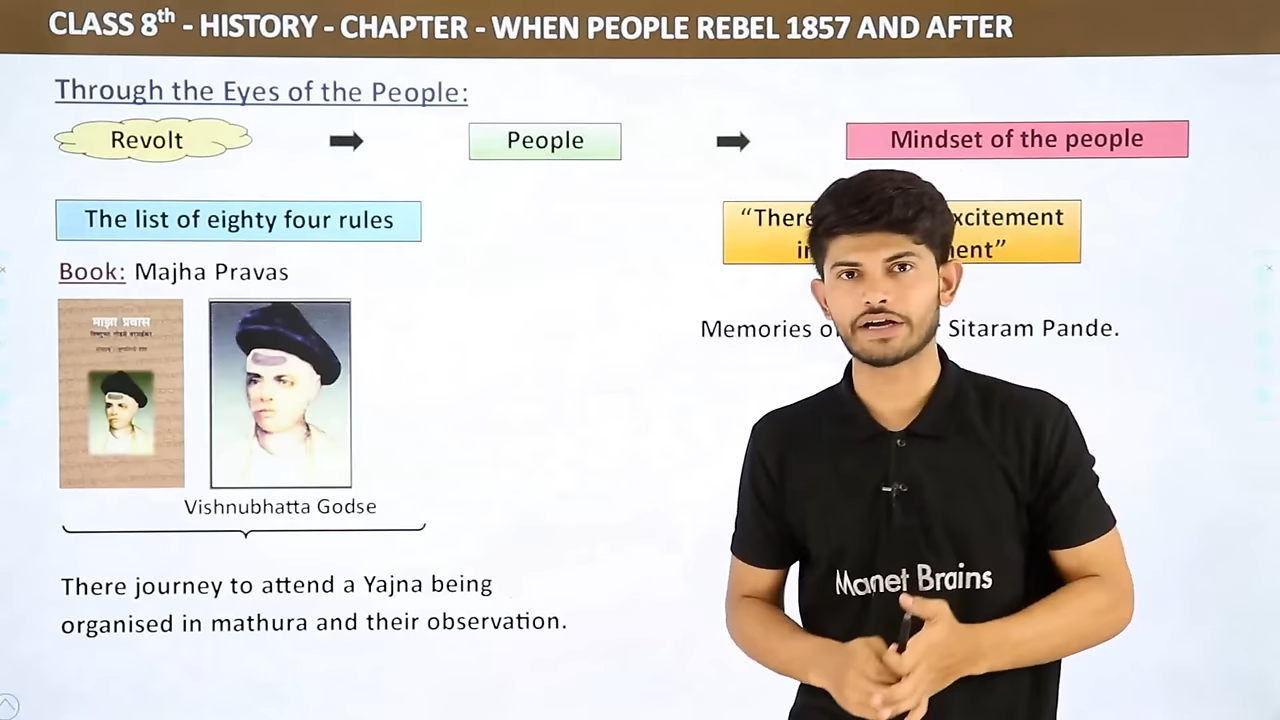 CLASS 8th - HISTORY - CHAPTER - WHEN PEOPLE REBEL 1857 AND AFTER
Through the Eyes of the People:
Revolt
People
Mindset of the people
The list of eighty four rules
“There xcitement
Book: Majha Pravas
माझा प्रवास
Memories Sitaram Pande.
Vishnubhatta Godse
There journey to attend a Yajna being
organised in mathura and their observation.
Magnet Brains